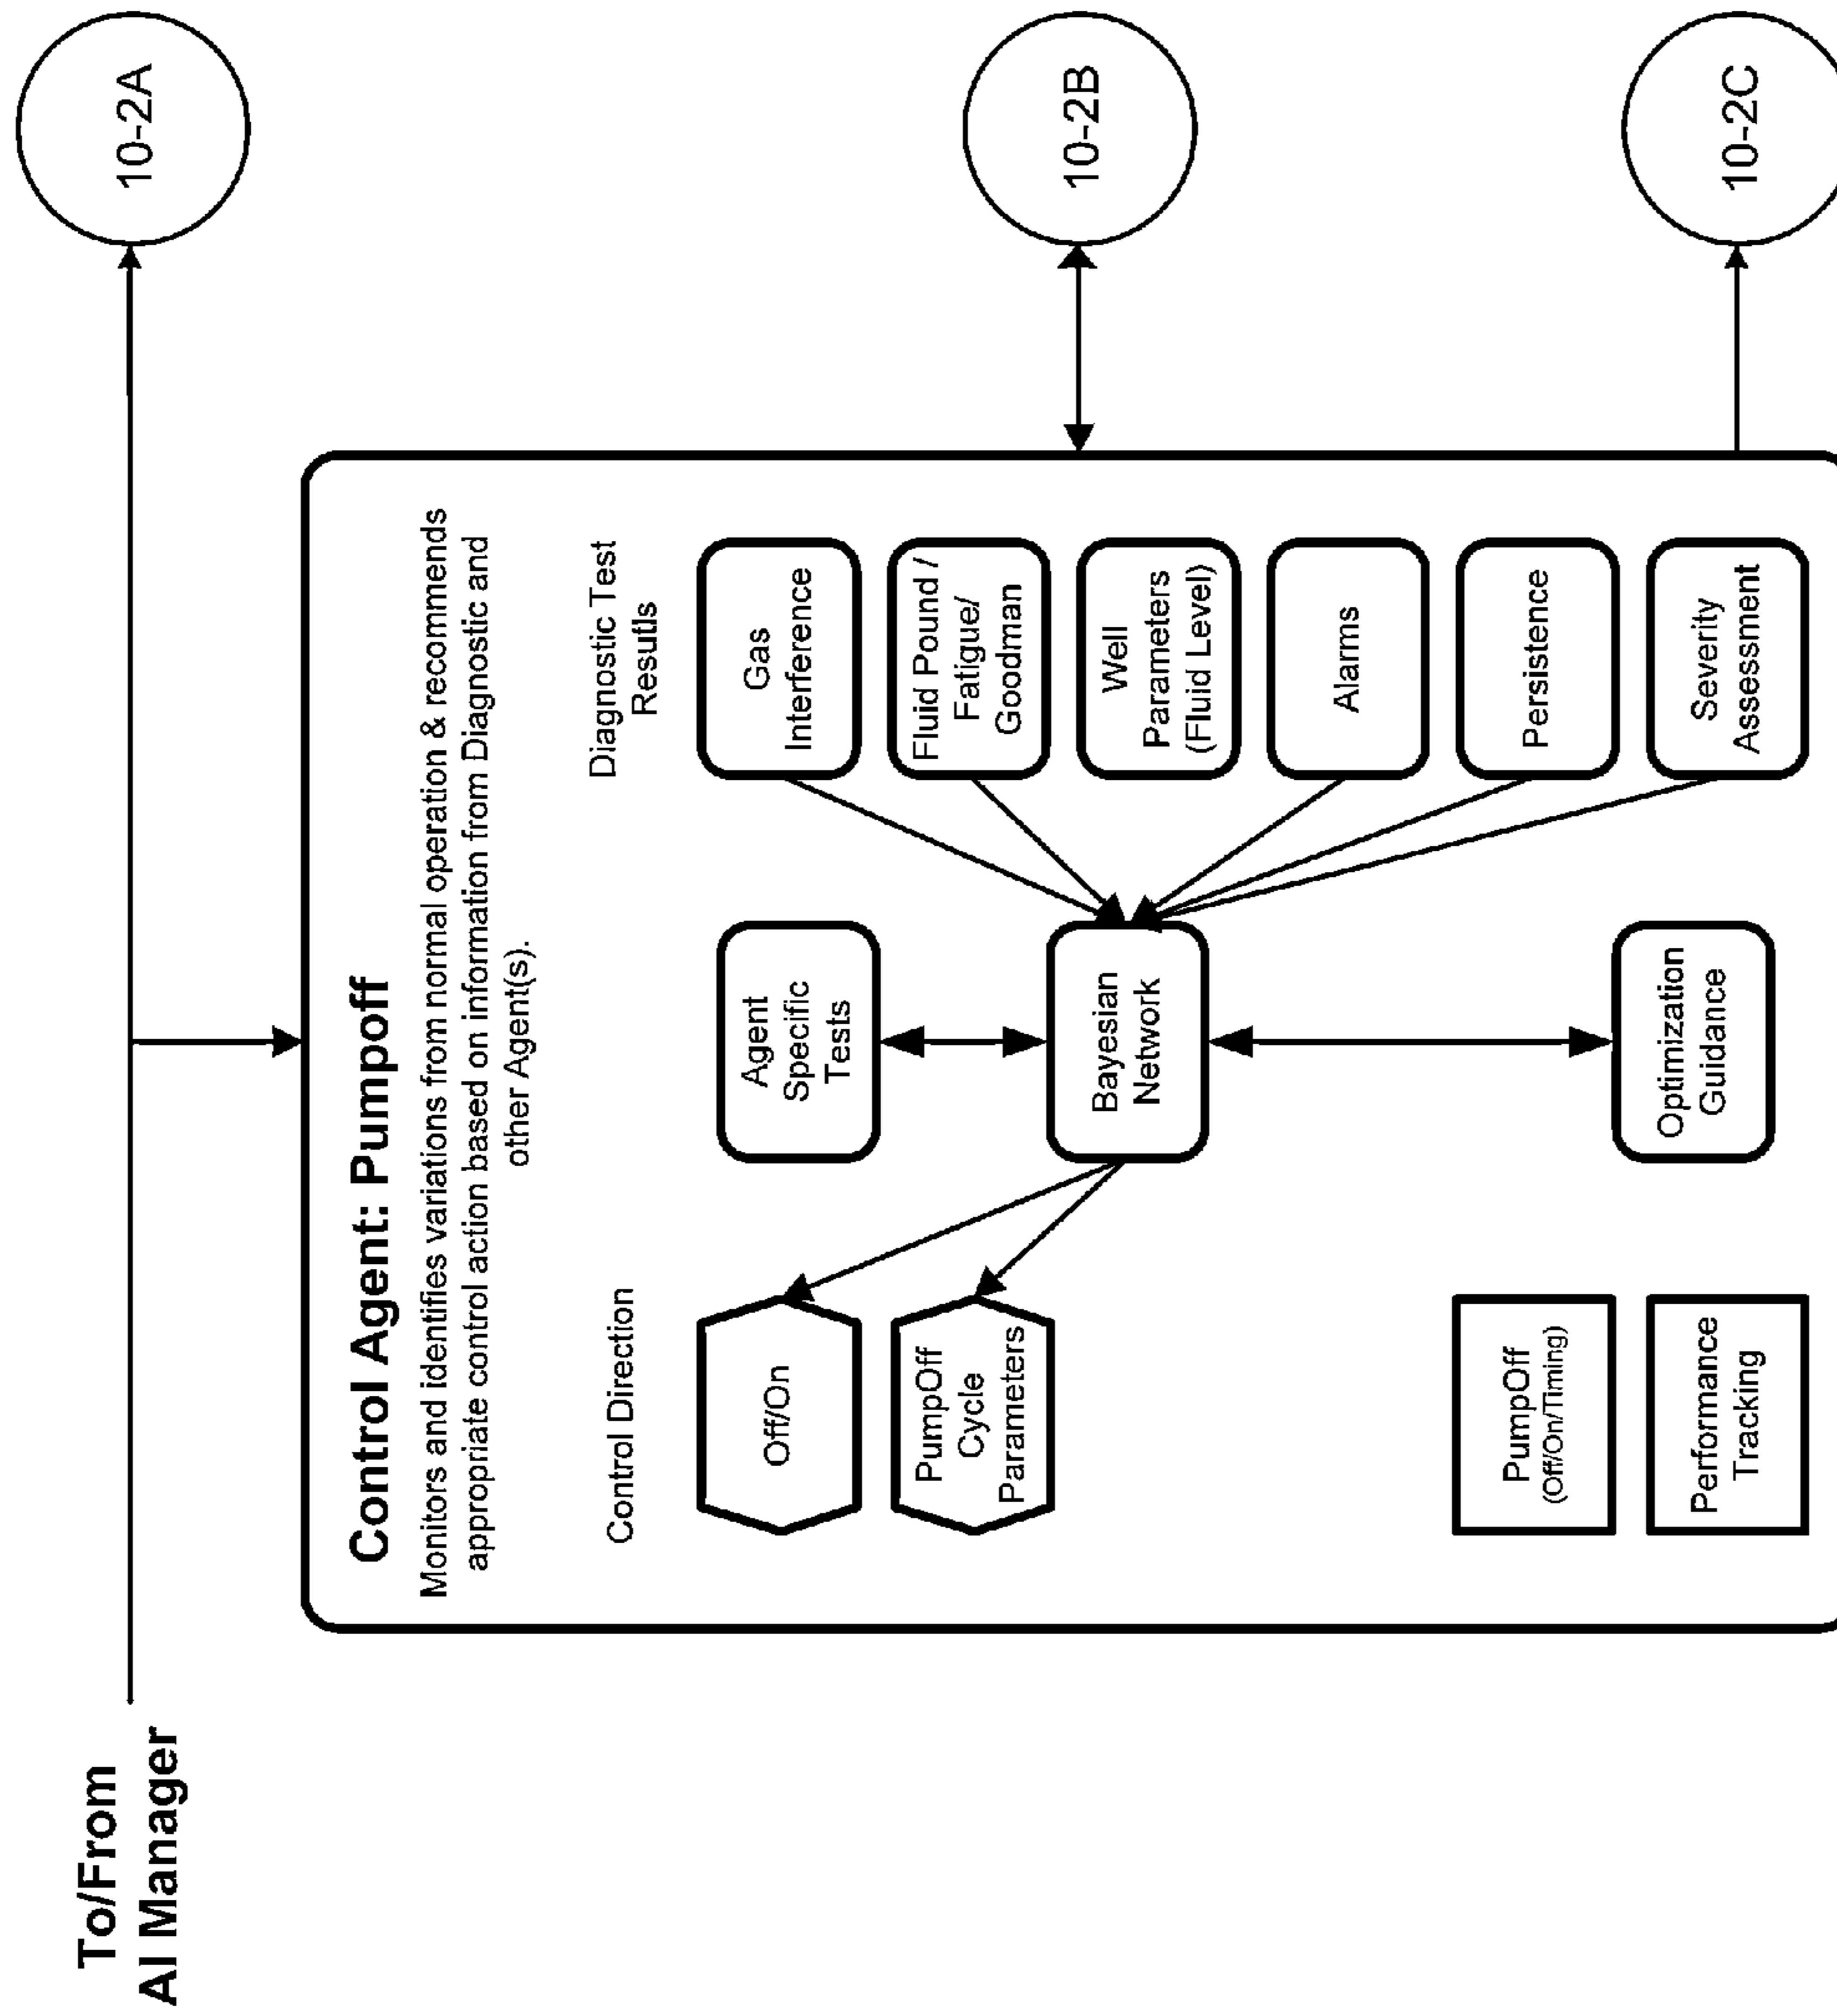 To/From
AI Manager
10-2A
Control Agent: Pumpoff
Monitors and identifies variations from normal operation & recommends
appropriate control action based on information from Diagnostic and
other Agent(s).
Control Direction
Off/On
PumpOff
Cycle
Parameters
PumpOff
(Off/On/Timing)
Performance
Tracking
Agent
Specific
Tests
Bayesian
Network
Optimization
Guidance
Diagnostic Test
Resutls
Gas
Interference
Fluid Pound /
Fatigue/
Goodman
Well
Parameters
(Fluid Level)
Alarms
Persistence
Severity
Assessment
10-2B
10-2C